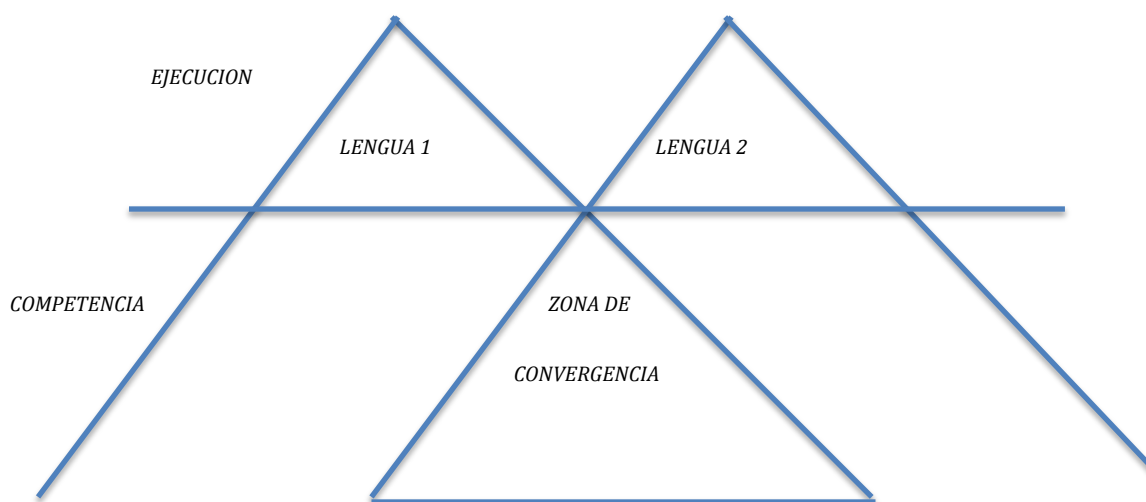 EJECUCION
LENGUA 1
LENGUA 2
COMPETENCIA
ZONA DE
CONVERGENCIA